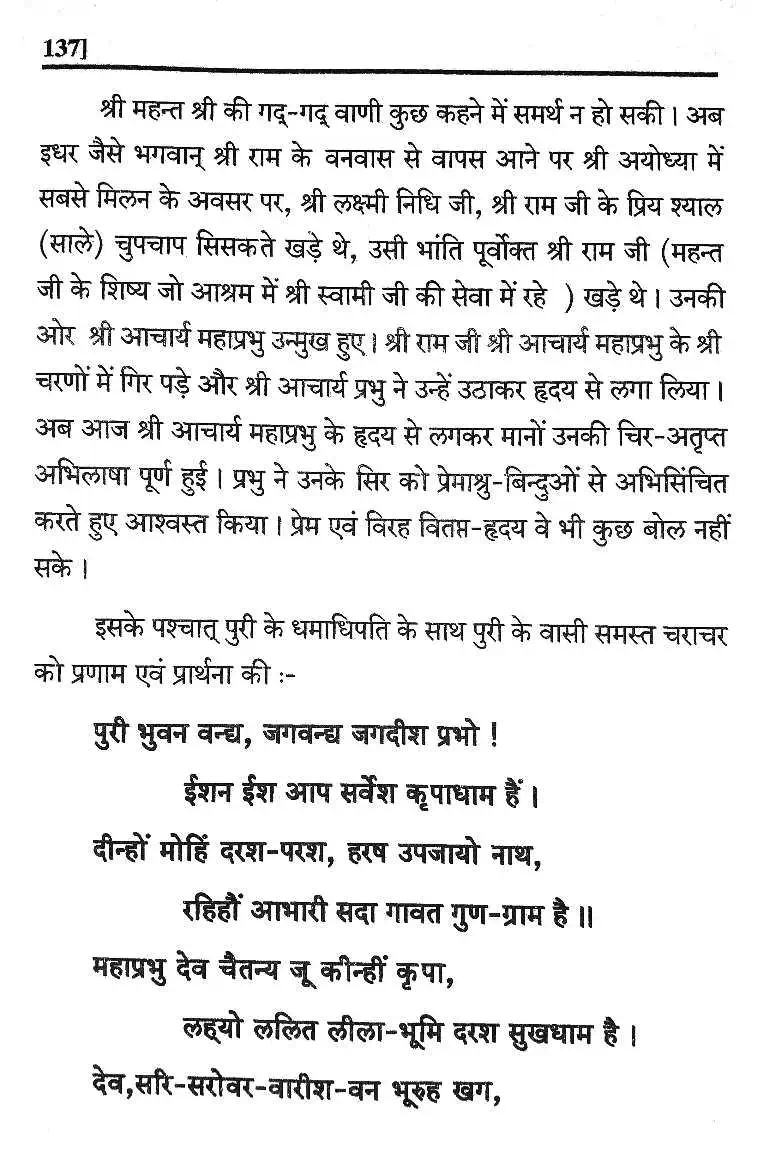 137]
श्री महन्त श्री की गद्-गद् वाणी कुछ कहने में समर्थ न हो सकी । अब
इधर जैसे भगवान् श्री राम के वनवास से वापस आने पर श्री अयोध्या में
सबसे मिलन के अवसर पर, श्री लक्ष्मी निधि जी, श्री राम जी के प्रिय श्याल
(साले) चुपचाप सिसकते खड़े थे, उसी भांति पूर्वोक्त श्री राम जी (महन्त
जी के शिष्य जो आश्रम में श्री स्वामी जी की सेवा में रहे ) खड़े थे । उनकी
ओर श्री आचार्य महाप्रभु उन्मुख हुए । श्री राम जी श्री आचार्य महाप्रभु के श्री
चरणों में गिर पड़े और श्री आचार्य प्रभु ने उन्हें उठाकर हृदय से लगा लिया ।
अब आज श्री आचार्य महाप्रभु के हृदय से लगकर मानों उनकी चिर-अतृप्त
अभिलाषा पूर्ण हुई । प्रभु ने उनके सिर को प्रेमाश्रु-बिन्दुओं से अभिसिंचित
करते हुए आश्वस्त किया । प्रेम एवं विरह वितप्त-हृदय वे भी कुछ बोल नहीं
सके ।
इसके पश्चात् पुरी के धमाधिपति के साथ पुरी के वासी समस्त चराचर
को प्रणाम एवं प्रार्थना की :-
पुरी भुवन वन्द्य, जगवन्द्य जगदीश प्रभो !
ईशन ईश आप सर्वेश कृपाधाम हैं ।
दीन्हों मोहिं दरश-परश, हरष उपजायो नाथ,
रहिहौं आभारी सदा गावत गुण-ग्राम है ॥
महाप्रभु देव चैतन्य जू कीन्हीं कृपा,
लह्यो ललित लीला-भूमि दरश सुखधाम है ।
देव,सरि-सरोवर-वारीश-वन भूरुह खग,